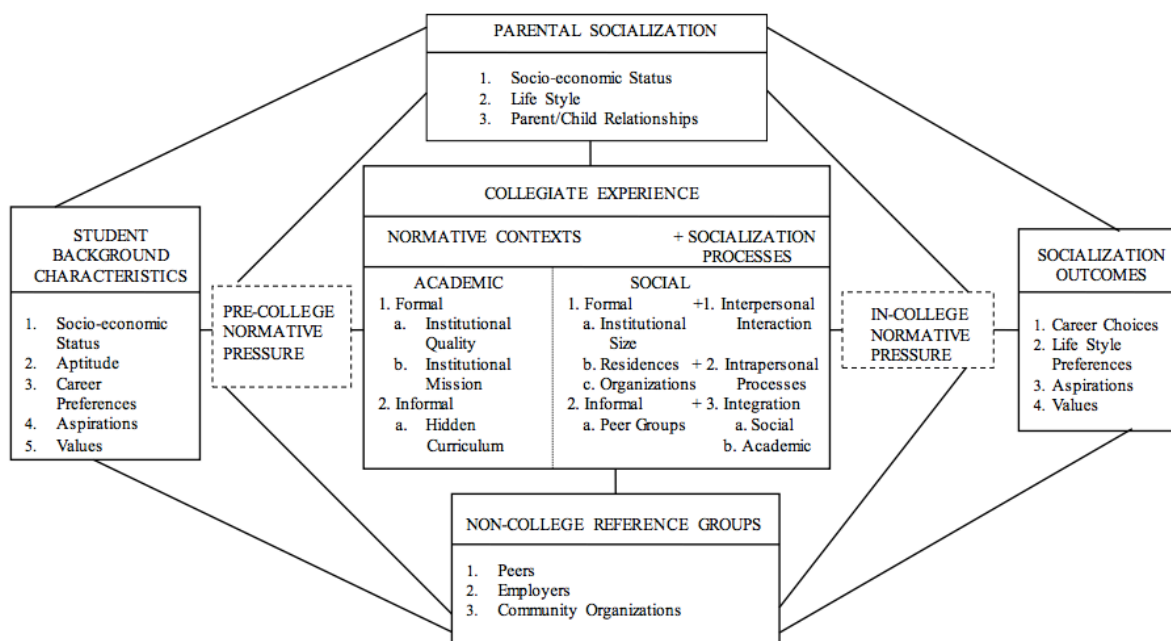 PARENTAL SOCIALIZATION
1. Socio-economic Status
2. Life Style
3. Parent/Child Relationships
STUDENT
BACKGROUND
CHARACTERISTICS
1. Socio-economic
Status
2. Aptitude
3. Career
Preferences
4. Aspirations
5. Values
PRE-COLLEGE
NORMATIVE
PRESSURE
COLLEGIATE EXPERIENCE
NORMATIVE CONTEXTS
+ SOCIALIZATION
PROCESSES
ACADEMIC
1. Formal
a. Institutional
Quality
b. Institutional
Mission
2. Informal
a. Hidden
Curriculum
SOCIAL
1. Formal
a. Institutional
Size
b. Residences
c. Organizations
2. Informal
a. Peer Groups
+1. Interpersonal
Interaction
+ 2. Intrapersonal
Processes
+ 3. Integration
a. Social
b. Academic
IN-COLLEGE
NORMATIVE
PRESSURE
SOCIALIZATION
OUTCOMES
1. Career Choices
2. Life Style
Preferences
3. Aspirations
4. Values
NON-COLLEGE REFERENCE GROUPS
1. Peers
2. Employers
3. Community Organizations